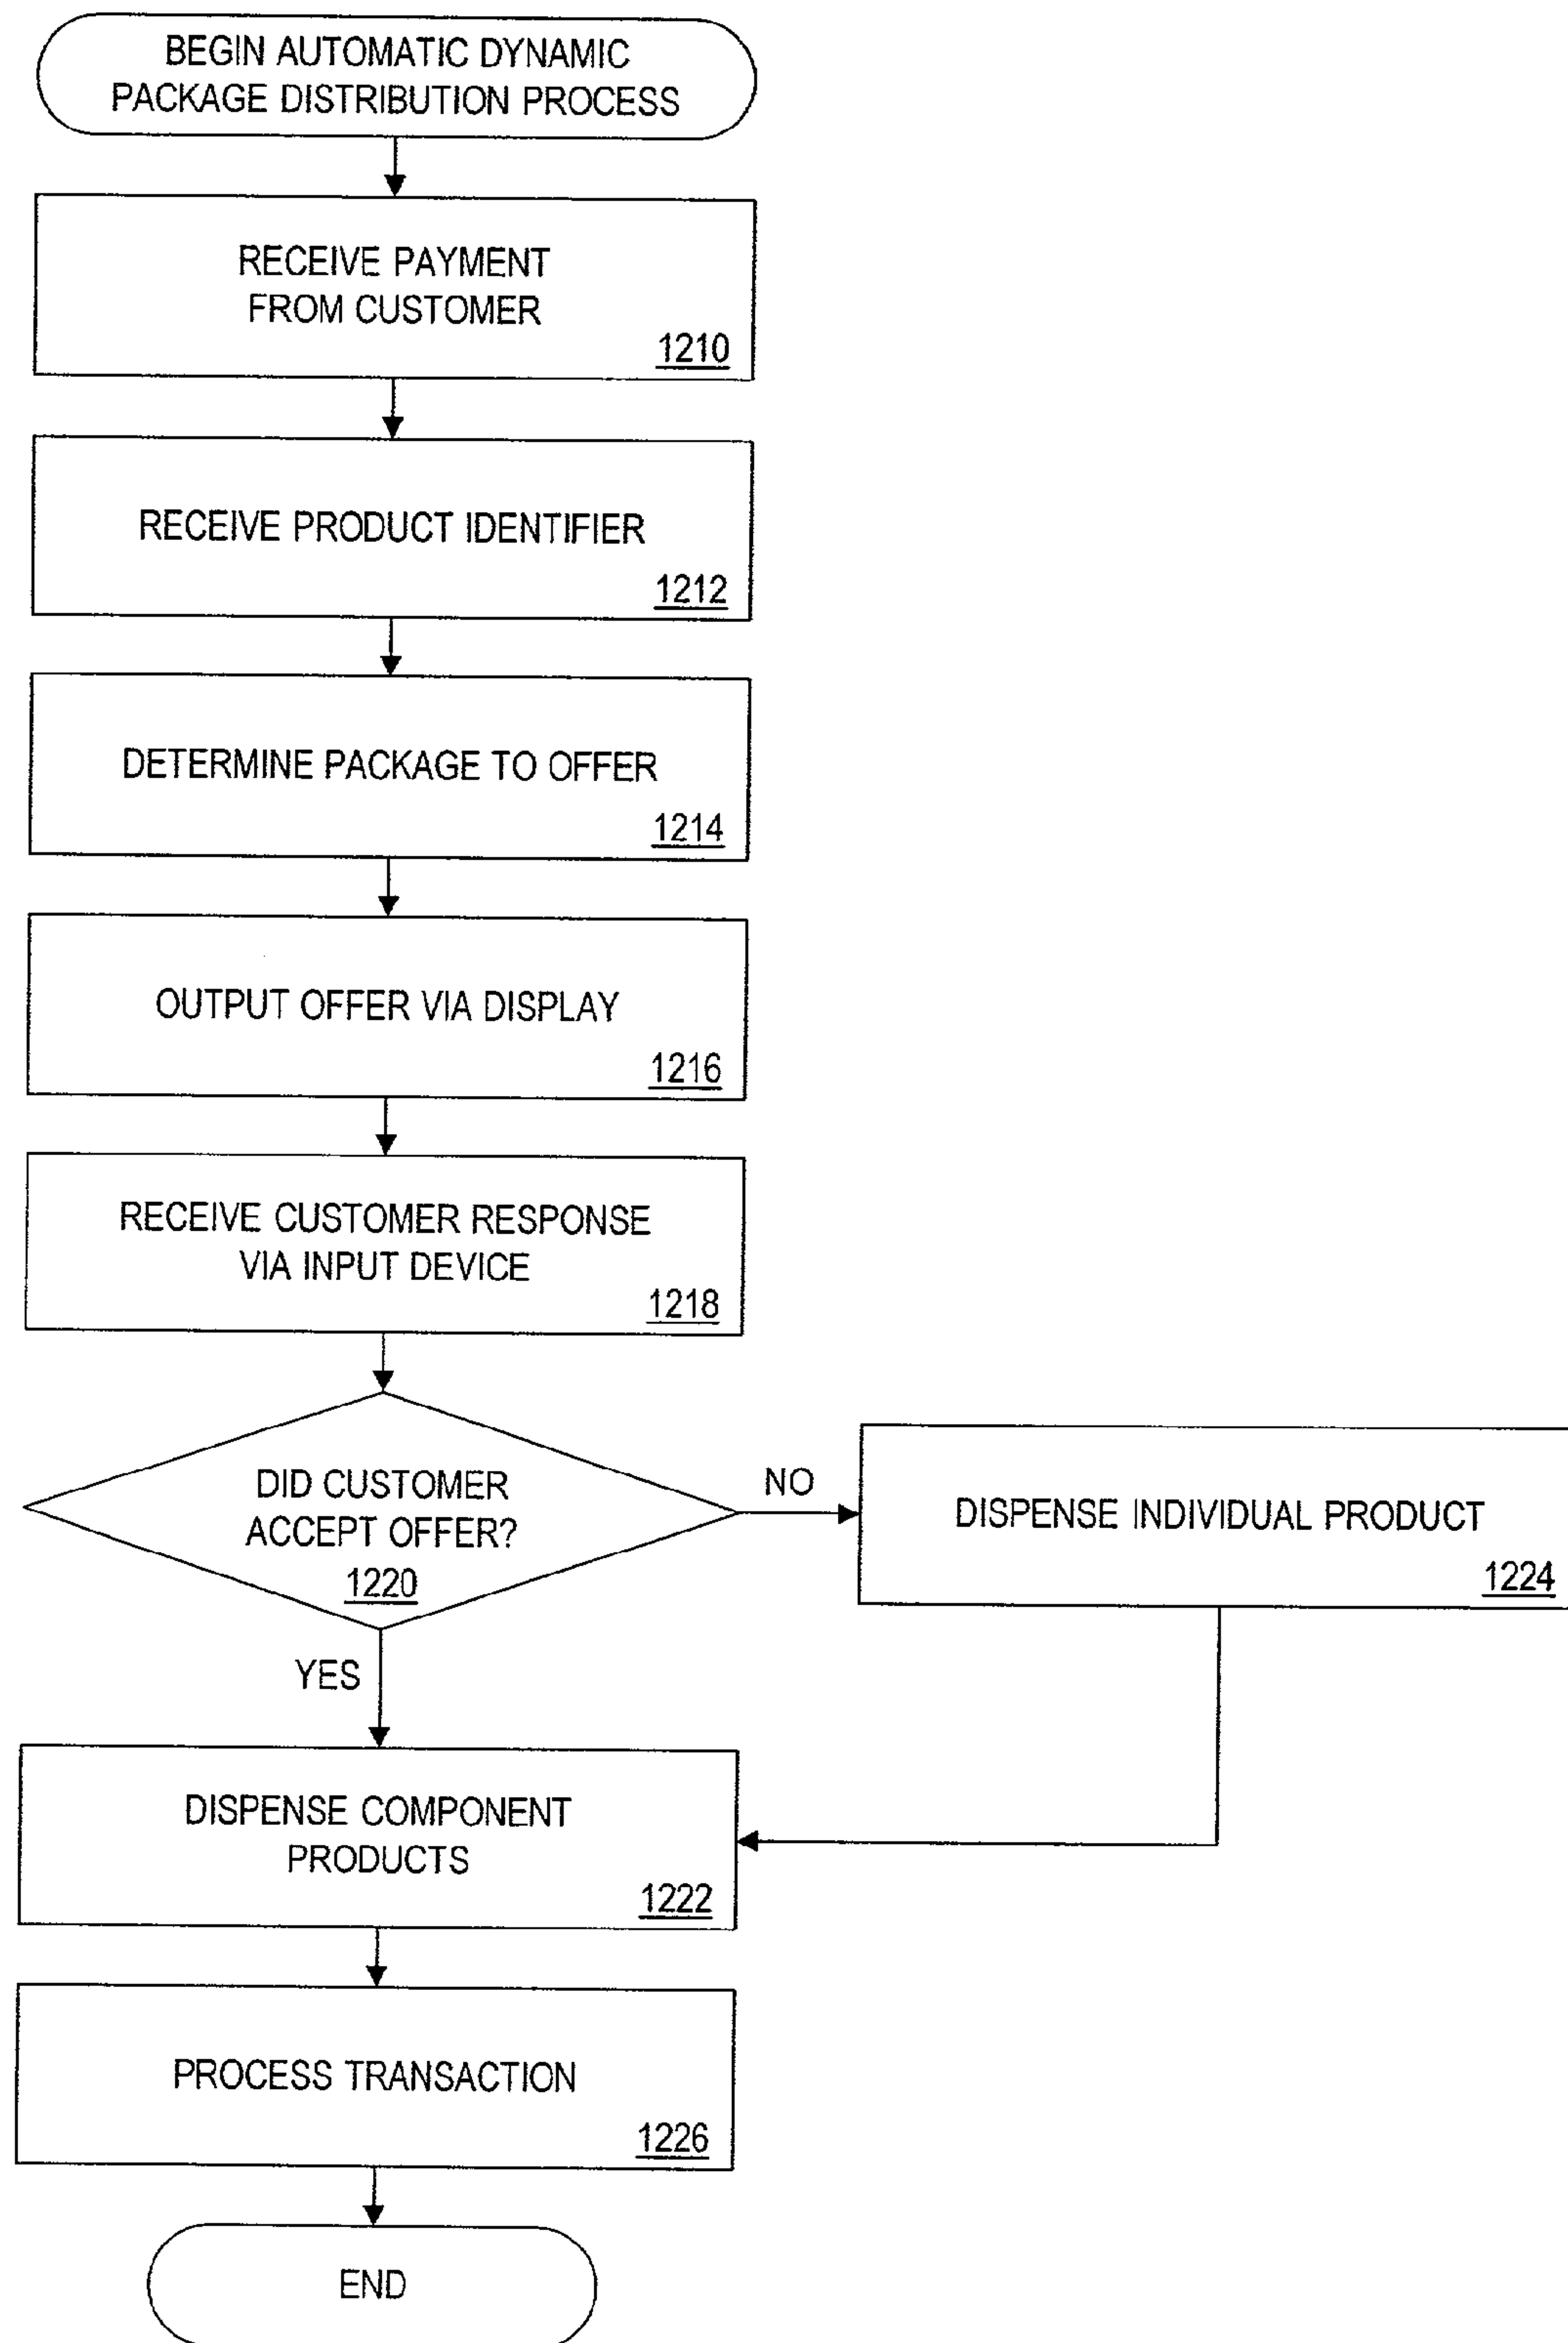 BEGIN AUTOMATIC DYNAMIC
PACKAGE DISTRIBUTION PROCESS
RECEIVE PAYMENT
FROM CUSTOMER
1210
RECEIVE PRODUCT IDENTIFIER
1212
DETERMINE PACKAGE TO OFFER
1214
OUTPUT OFFER VIA DISPLAY
1216
RECEIVE CUSTOMER RESPONSE
VIA INPUT DEVICE
1218
DID CUSTOMER
ACCEPT OFFER?
1220
NO
DISPENSE INDIVIDUAL PRODUCT
1224
YES
DISPENSE COMPONENT
PRODUCTS
1222
PROCESS TRANSACTION
1226
END